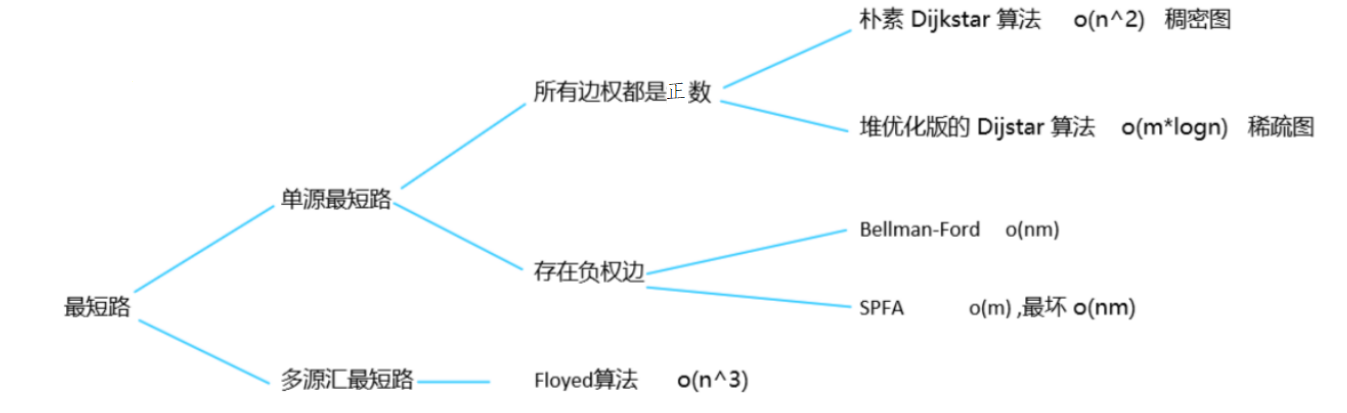 朴素 Dijkstar 算法 o(n^2) 稠密图
所有边权都是正 数
堆优化版的 Dijstar 算法 o(m*logn) 稀疏图
单源最短路
Bellman-Ford o(nm)
存在负权边
最短路
SPFA o(m) ,最坏 o(nm)
多源汇最短路 Floyed算法 o(n^3)